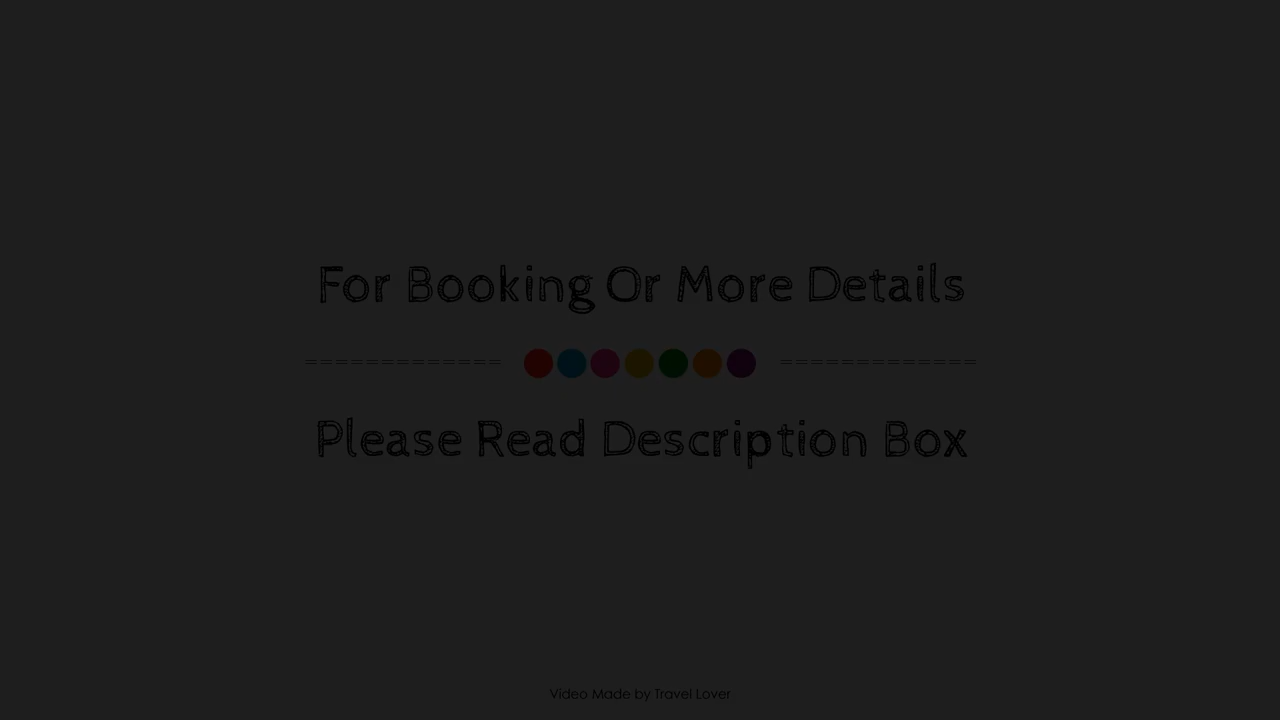 For Booking Or More Details
============= =============
Please Read Description Box
Video Made by Travel Lover